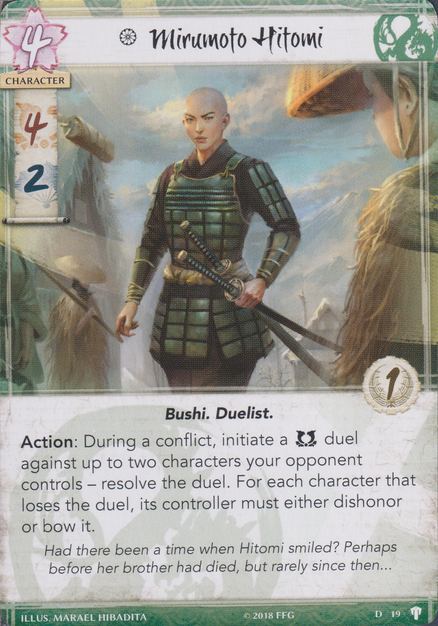 4
Mirumoto Hitomi
CHARACTER
4
2
1
Bushi. Duelist.
Action: During a conflict, initiate a duel
against up to two characters your opponent
controls – resolve the duel. For each character that
loses the duel, its controller must either dishonor
or bow it.
Had there been a time when Hitomi smiled? Perhaps
before her brother had died, but rarely since then...
ILLUS. MARAEL HIBADITA
© 2018 FFG
D 19